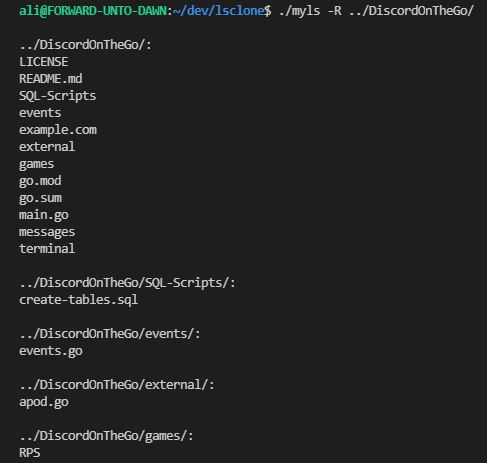 ali@FORWARD-UNTO-DAWN:~/dev/lsclone$ ./myls -R ../DiscordOnTheGo/
../DiscordOnTheGo/:
LICENSE
README.md
SQL-Scripts
events
example.com
external
games
go.mod
go.sum
main.go
messages
terminal
../DiscordOnTheGo/SQL-Scripts/:
create-tables.sql
../DiscordOnTheGo/events/:
events.go
../DiscordOnTheGo/external/:
apod.go
../DiscordOnTheGo/games/:
RPS